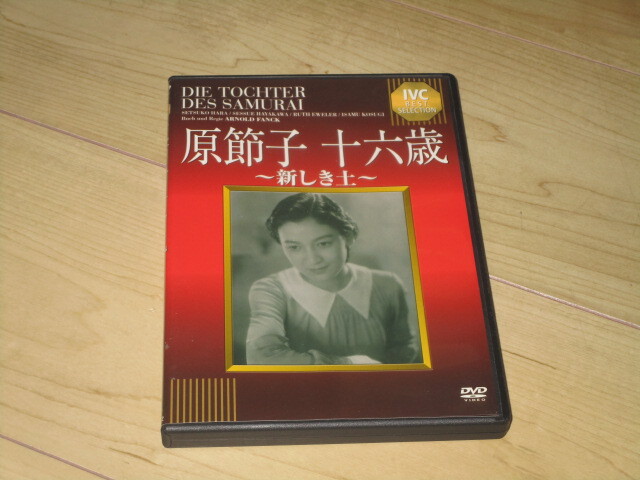 DIE TOCHTER
DES SAMURAI
SETSUKO HARA / SESSUE HAYAKAWA / RUTH EWELER / ISAMU KOSUGI
Buch und Regie ARNOLD FANCK
IVC
BEST
SELECTION
原節子 十六歳
～新しき土～
DVD
VIDEO